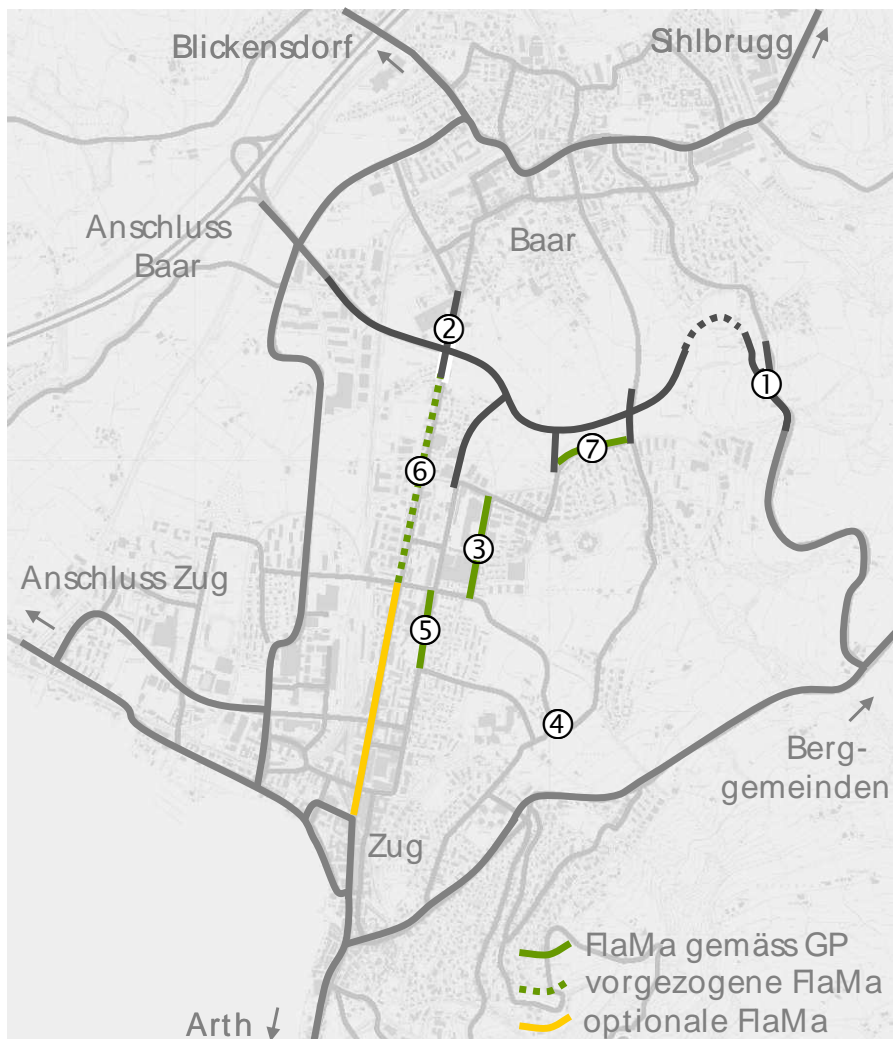 Blickensdorf
Sihlbrugg
Anschluss
Baar
Baar
②
①
⑦
⑥
③
Anschluss Zug
⑤
④
Berg-
gemeinden
Zug
FlaMa gemäss GP
vorgezogene FlaMa
Arth
optionale FlaMa